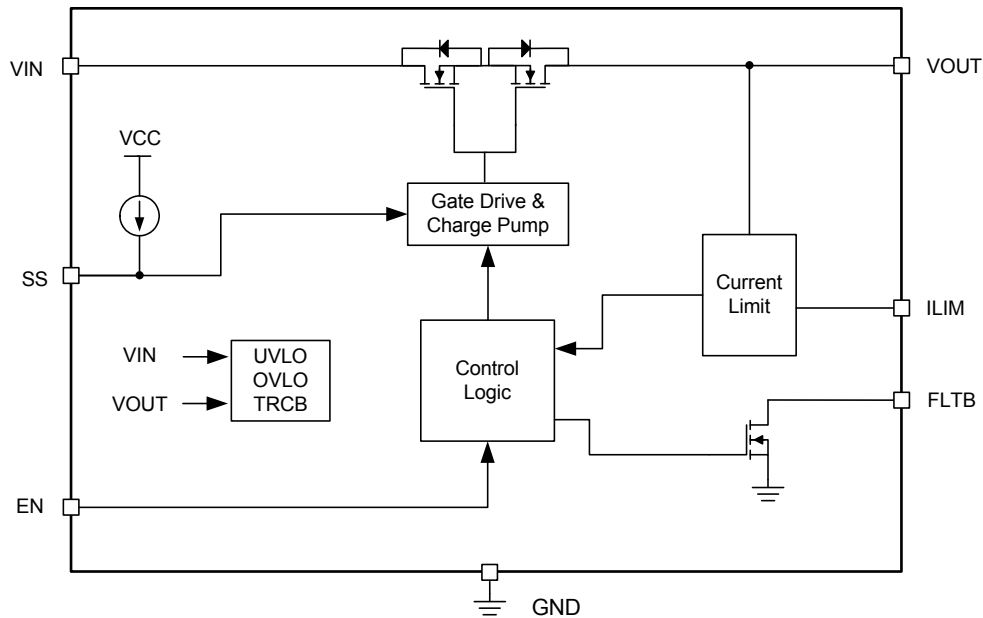 VIN
VOUT
VCC
Gate Drive &
Charge Pump
SS
Current
Limit
ILIM
VIN
VOUT
UVLO
OVLO
TRCB
Control
Logic
FLTB
EN
GND